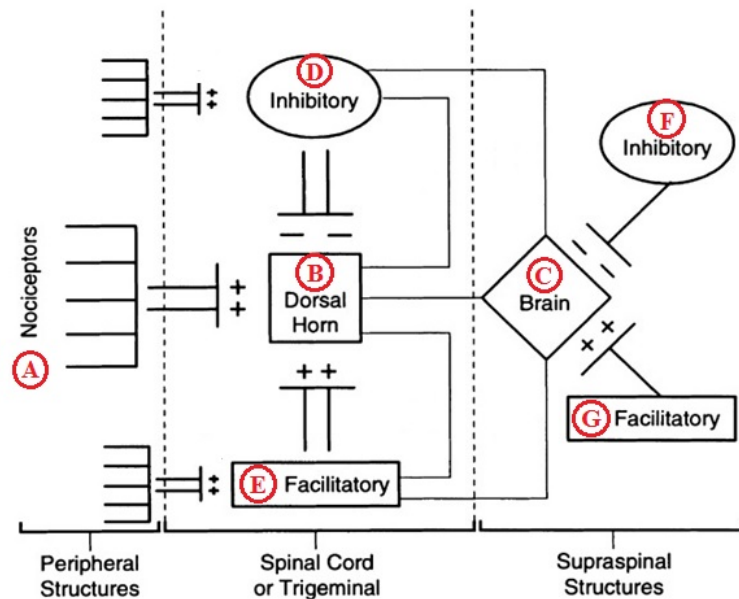 D
Inhibitory
F
Inhibitory
Nociceptors
B
Dorsal
Horn
C
Brain
A
G Facilitatory
E Facilitatory
Peripheral
Structures
Spinal Cord
or Trigeminal
Supraspinal
Structures